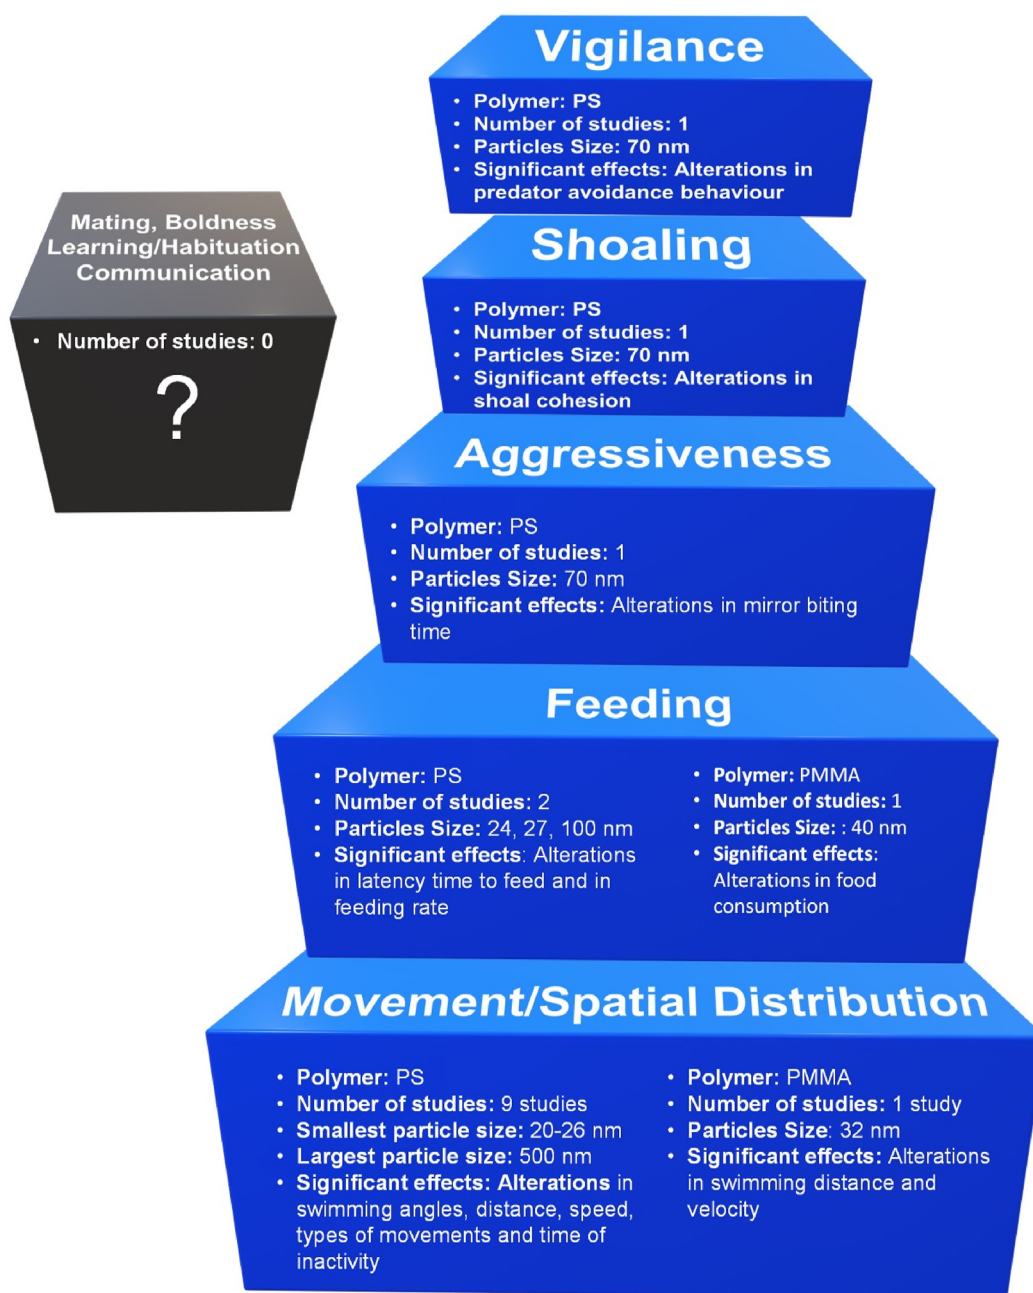 Vigilance
• Polymer: PS
• Number of studies: 1
• Particles Size: 70 nm
• Significant effects: Alterations in
predator avoidance behaviour
Mating, Boldness
Learning/Habituation
Communication
• Number of studies: 0
?
Shoaling
• Polymer: PS
• Number of studies: 1
• Particles Size: 70 nm
• Significant effects: Alterations in
shoal cohesion
Aggressiveness
• Polymer: PS
• Number of studies: 1
• Particles Size: 70 nm
• Significant effects: Alterations in mirror biting
time
Feeding
• Polymer: PS
• Number of studies: 2
• Particles Size: 24, 27, 100 nm
• Significant effects: Alterations
in latency time to feed and in
feeding rate
• Polymer: PMMA
• Number of studies: 1
• Particles Size: : 40 nm
• Significant effects:
Alterations in food
consumption
Movement/Spatial Distribution
• Polymer: PS
• Number of studies: 9 studies
• Smallest particle size: 20-26 nm
• Largest particle size: 500 nm
• Significant effects: Alterations in
swimming angles, distance, speed,
types of movements and time of
inactivity
• Polymer: PMMA
• Number of studies: 1 study
• Particles Size: 32 nm
• Significant effects: Alterations
in swimming distance and
velocity